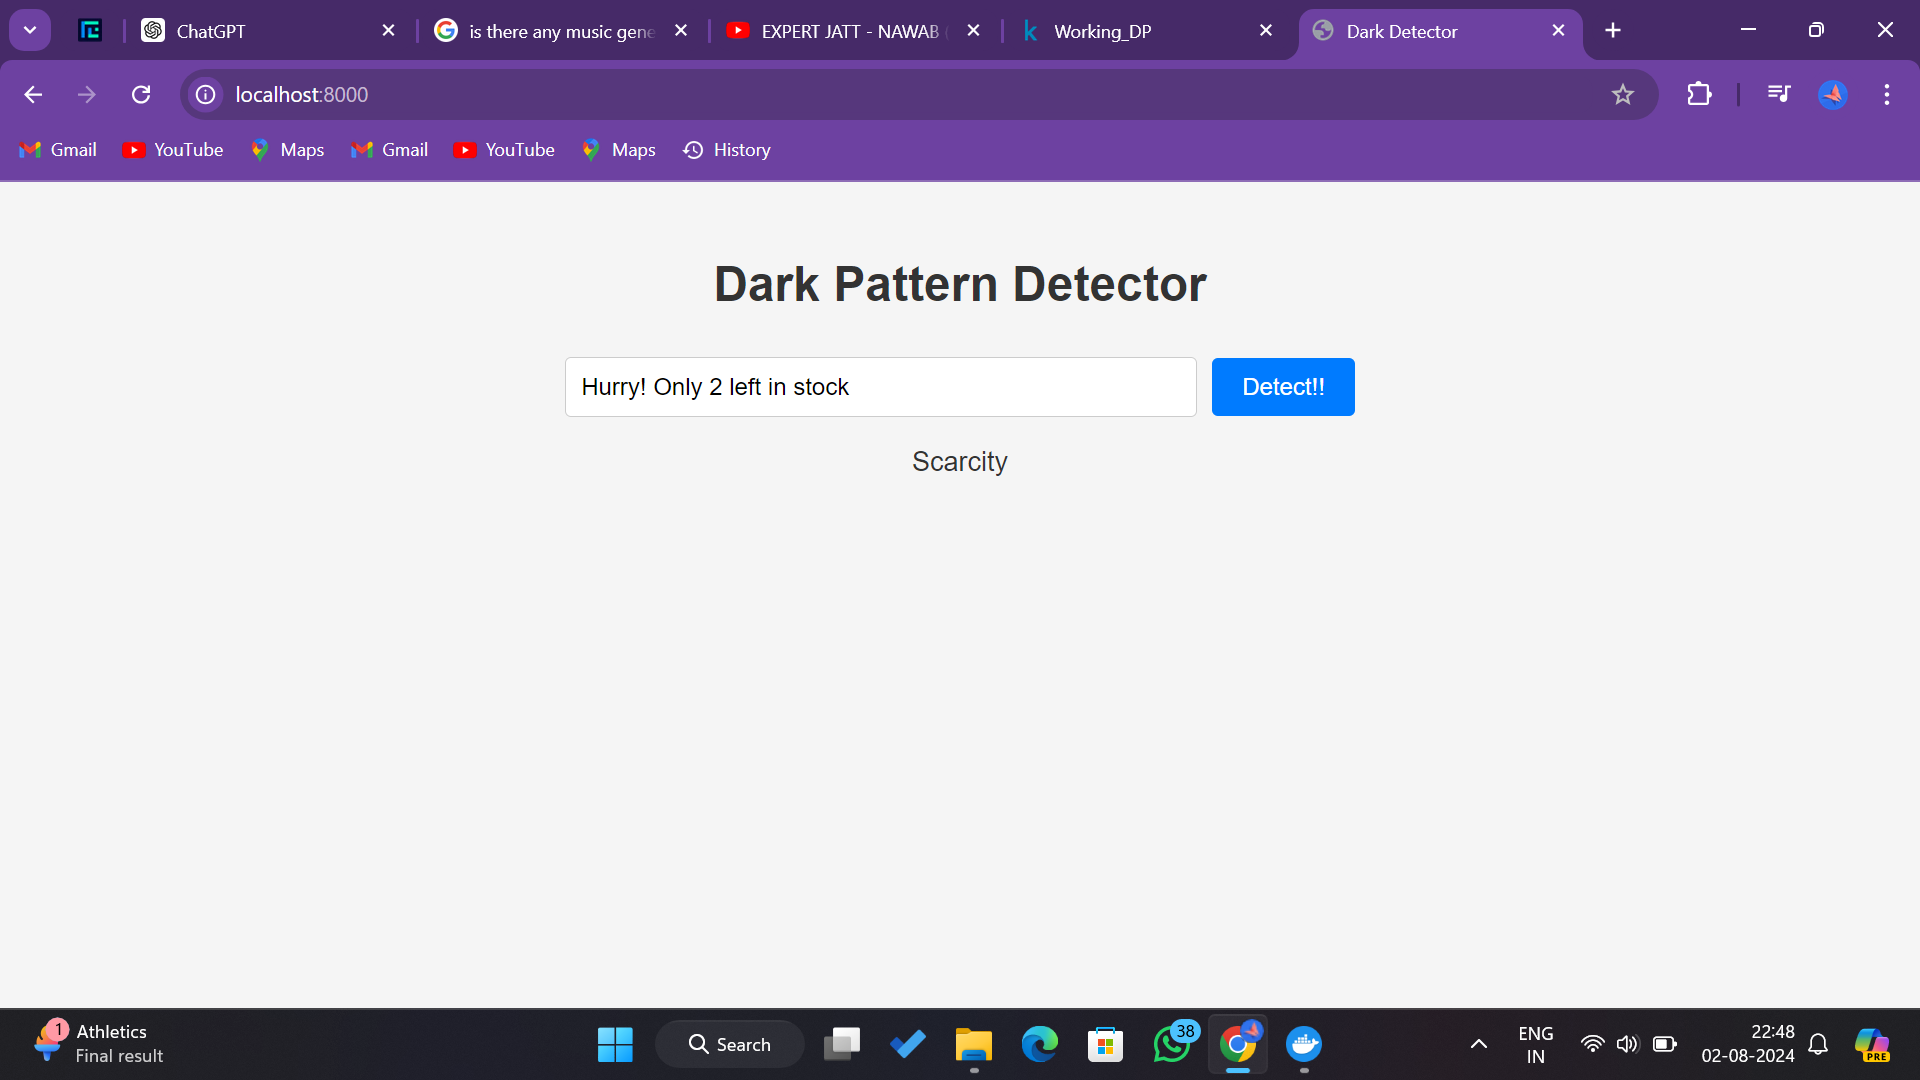 ChatGPT
is there any music gene
EXPERT JATT - NAWAB
Working_DP
Dark Detector
localhost:8000
Gmail
YouTube
Maps
Gmail
YouTube
Maps
History
Dark Pattern Detector
Hurry! Only 2 left in stock
Detect!!
Scarcity
1
Athletics
Final result
Search
38
ENG
IN
22:48
02-08-2024
PRE